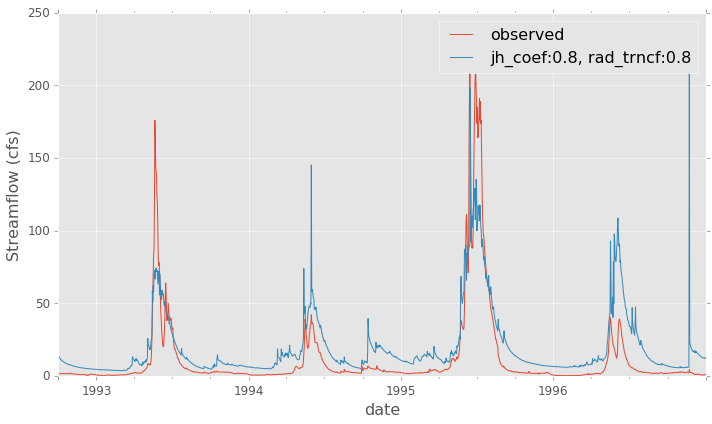 250
200
150
100
50
0
Streamflow (cfs)
observed
jh_coef:0.8, rad_trncf:0.8
1993 1994 1995 1996
date